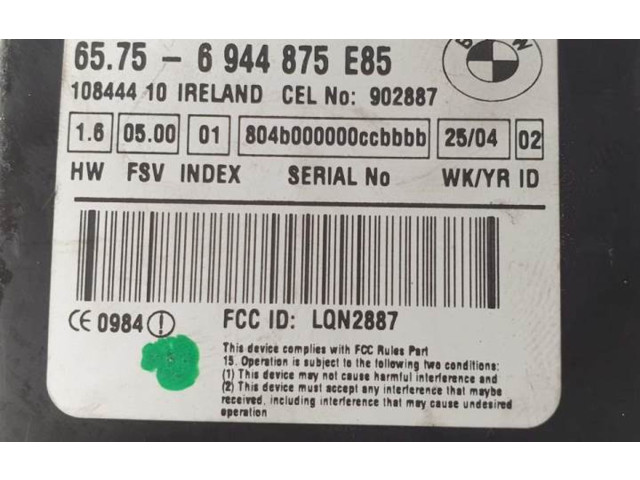 65.75 - 6 944 875 E85
108444 10 IRELAND CEL No: 902887
1.6 05.00 01 804b000000ccbbbb 25/04 02
HW FSV INDEX SERIAL No WK/YR ID
CE 0984 FCC ID: LQN2887
This device complies with FCC Rules Part
15. Operation is subject to the following two conditions:
(1) This device may not cause harmful interference and
(2) This device must accept any interference that maybe
received, including interference that may cause undesired
operation